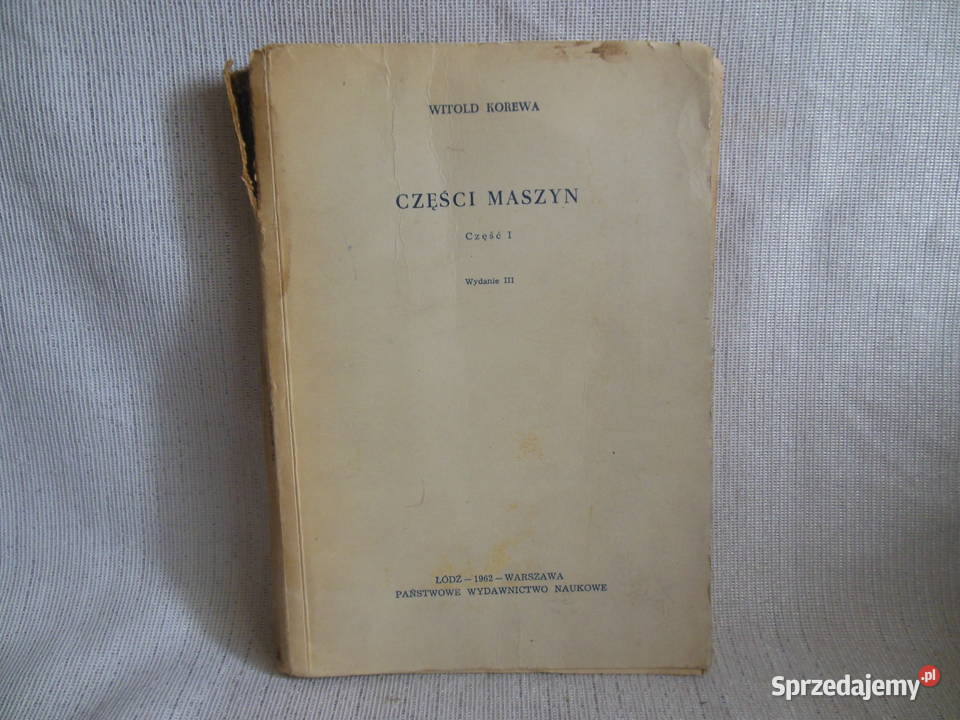 WITOLD KOREWA
CZĘŚCI MASZYN
Część I
Wydanie III
ŁÓDŹ — 1962 — WARSZAWA
PAŃSTWOWE WYDAWNICTWO NAUKOWE
Sprzedajemy.pl